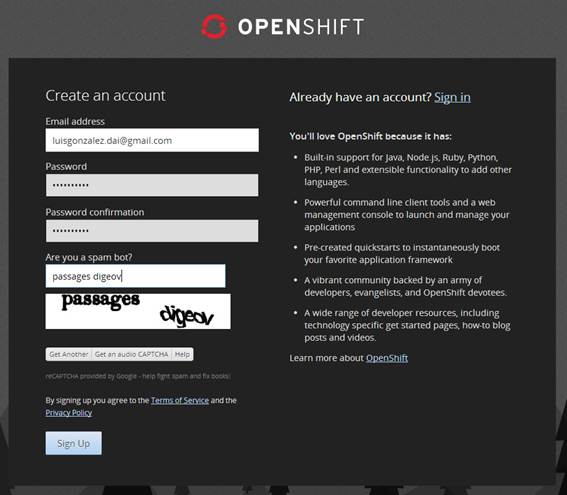 OPENSHIFT
Create an account
Email address
luisgonzalez.dai@gmail.com
Password
••••••••••
Password confirmation
••••••••••
Are you a spam bot?
passages digeov
passages digeov
Get Another Get an audio CAPTCHA Help
reCAPTCHA provided by Google - help fight spam and fix books!
By signing up you agree to the Terms of Service and the
Privacy Policy
Sign Up
Already have an account? Sign in
You'll love OpenShift because it has:
• Built-in support for Java, Node.js, Ruby, Python,
PHP, Perl and extensible functionality to add other
languages.
• Powerful command line client tools and a web
management console to launch and manage your
applications
• Pre-created quickstarts to instantaneously boot
your favorite application framework
• A vibrant community backed by an army of
developers, evangelists, and OpenShift devotees.
• A wide range of developer resources, including
technology specific get started pages, how-to blog
posts and videos.
Learn more about OpenShift